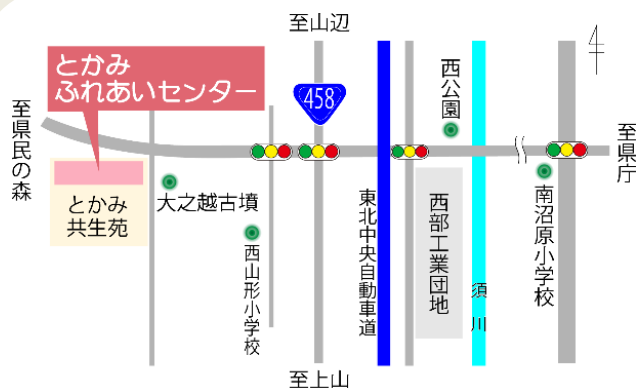 至山辺
とかみ
ふれあいセンター
458
西公園
至県民の森
至県庁
とかみ
共生苑
大之越古墳
西山形小学校
東北中央自動車道
西部工業団地
須川
南沼原小学校
至上山
4